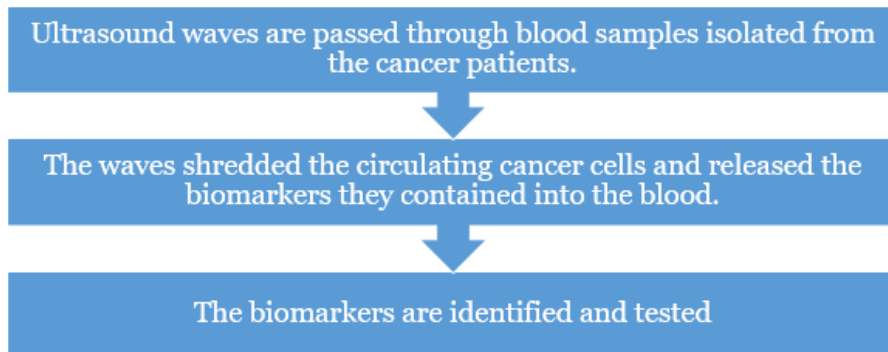 Ultrasound waves are passed through blood samples isolated from
the cancer patients.
The waves shredded the circulating cancer cells and released the
biomarkers they contained into the blood.
The biomarkers are identified and tested